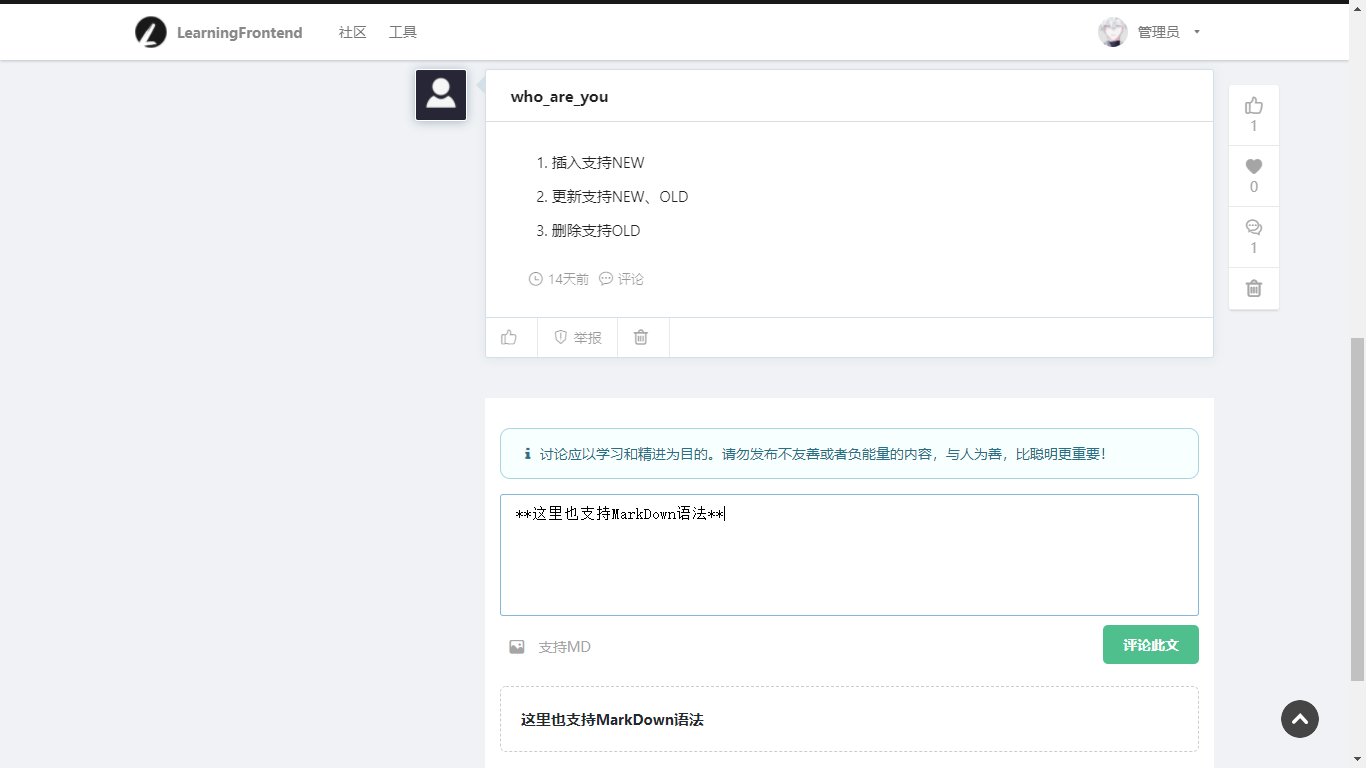 LearningFrontend 社区 工具 管理员
who_are_you
1. 插入支持NEW
2. 更新支持NEW、OLD
3. 删除支持OLD
14天前 评论
举报
1
0
1
讨论应以学习和精进为目的。请勿发布不友善或者负能量的内容，与人为善，比聪明更重要！
**这里也支持MarkDown语法**
支持MD 评论此文
这里也支持MarkDown语法